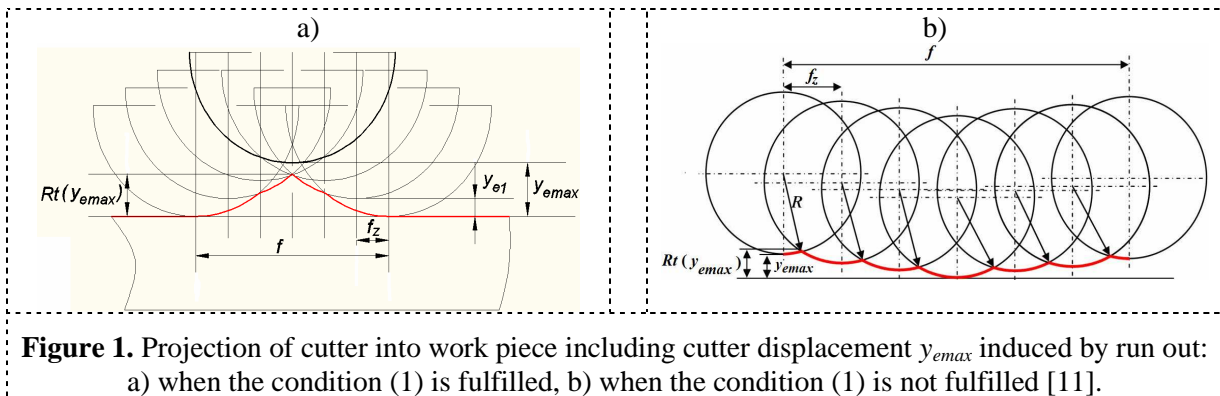 a)
Rt(yemax)
ye1
yemax
fz
f
b)
f
fz
R
Rt(yemax)
yemax
Figure 1. Projection of cutter into work piece including cutter displacement yemax induced by run out:
a) when the condition (1) is fulfilled, b) when the condition (1) is not fulfilled [11].